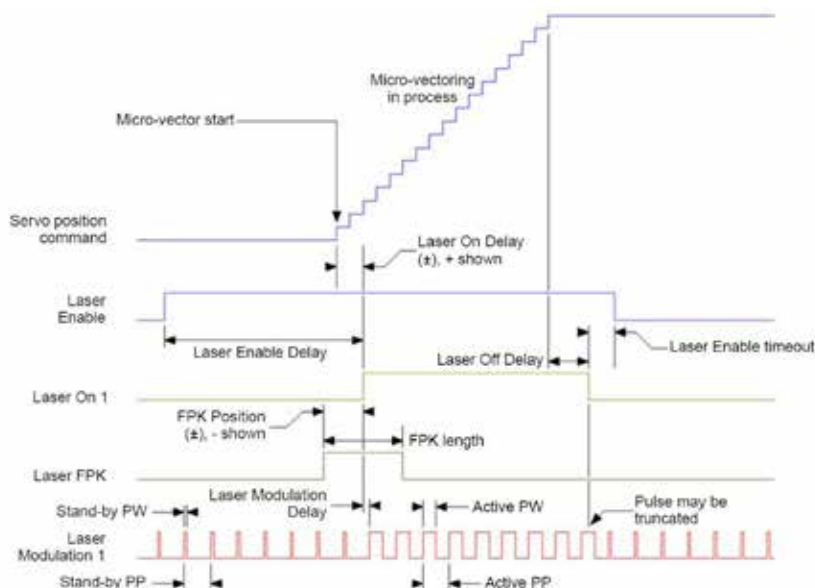 Micro-vectoring
in process
Micro-vector start
Servo position
command
Laser On Delay
(±), + shown
Laser
Enable
Laser Enable Delay
Laser Off Delay
Laser Enable timeout
Laser On 1
FPK Position
(±), - shown
FPK length
Laser FPK
Stand-by PW
Laser Modulation
Delay
Active PW
Pulse may be
truncated
Laser
Modulation 1
Stand-by PP
Active PP